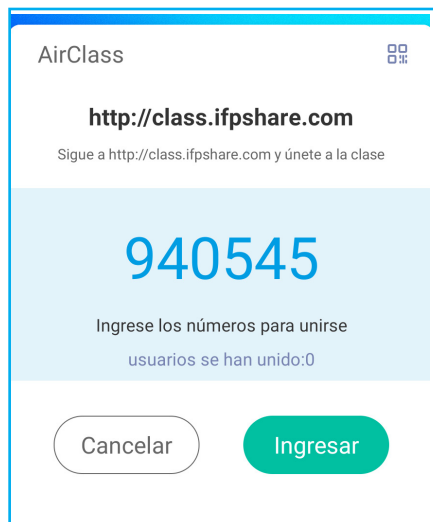 AirClass
http://class.ifpshare.com
Sigue a http://class.ifpshare.com y únete a la clase
940545
Ingrese los números para unirse
usuarios se han unido:0
Cancelar
Ingresar